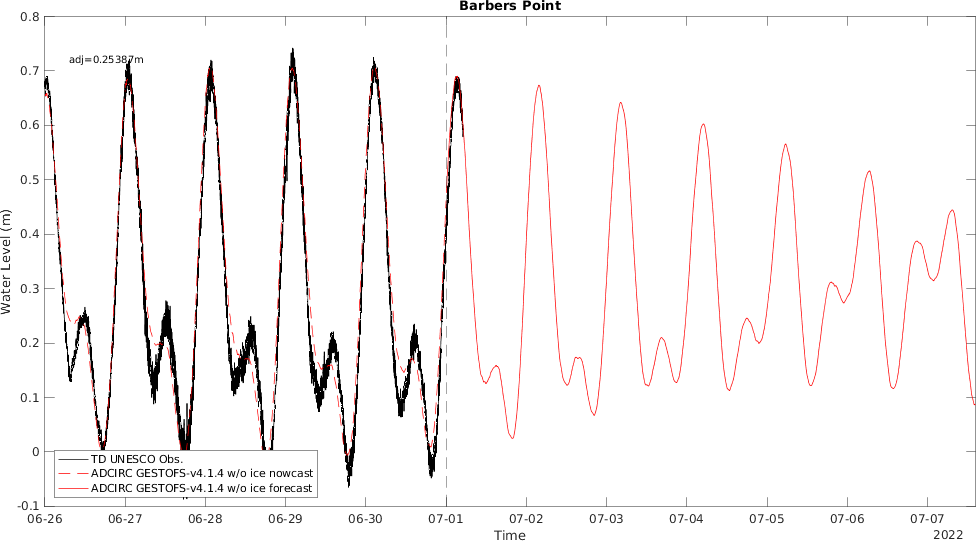 Barbers Point
adj=0.25387m
Water Level (m)
0.8
0.7
0.6
0.5
0.4
0.3
0.2
0.1
0
-0.1
TD UNESCO Obs.
ADCIRC GESTOFS-v4.1.4 w/o ice nowcast
ADCIRC GESTOFS-v4.1.4 w/o ice forecast
06-26 06-27 06-28 06-29 06-30 07-01 07-02 07-03 07-04 07-05 07-06 07-07
Time
2022